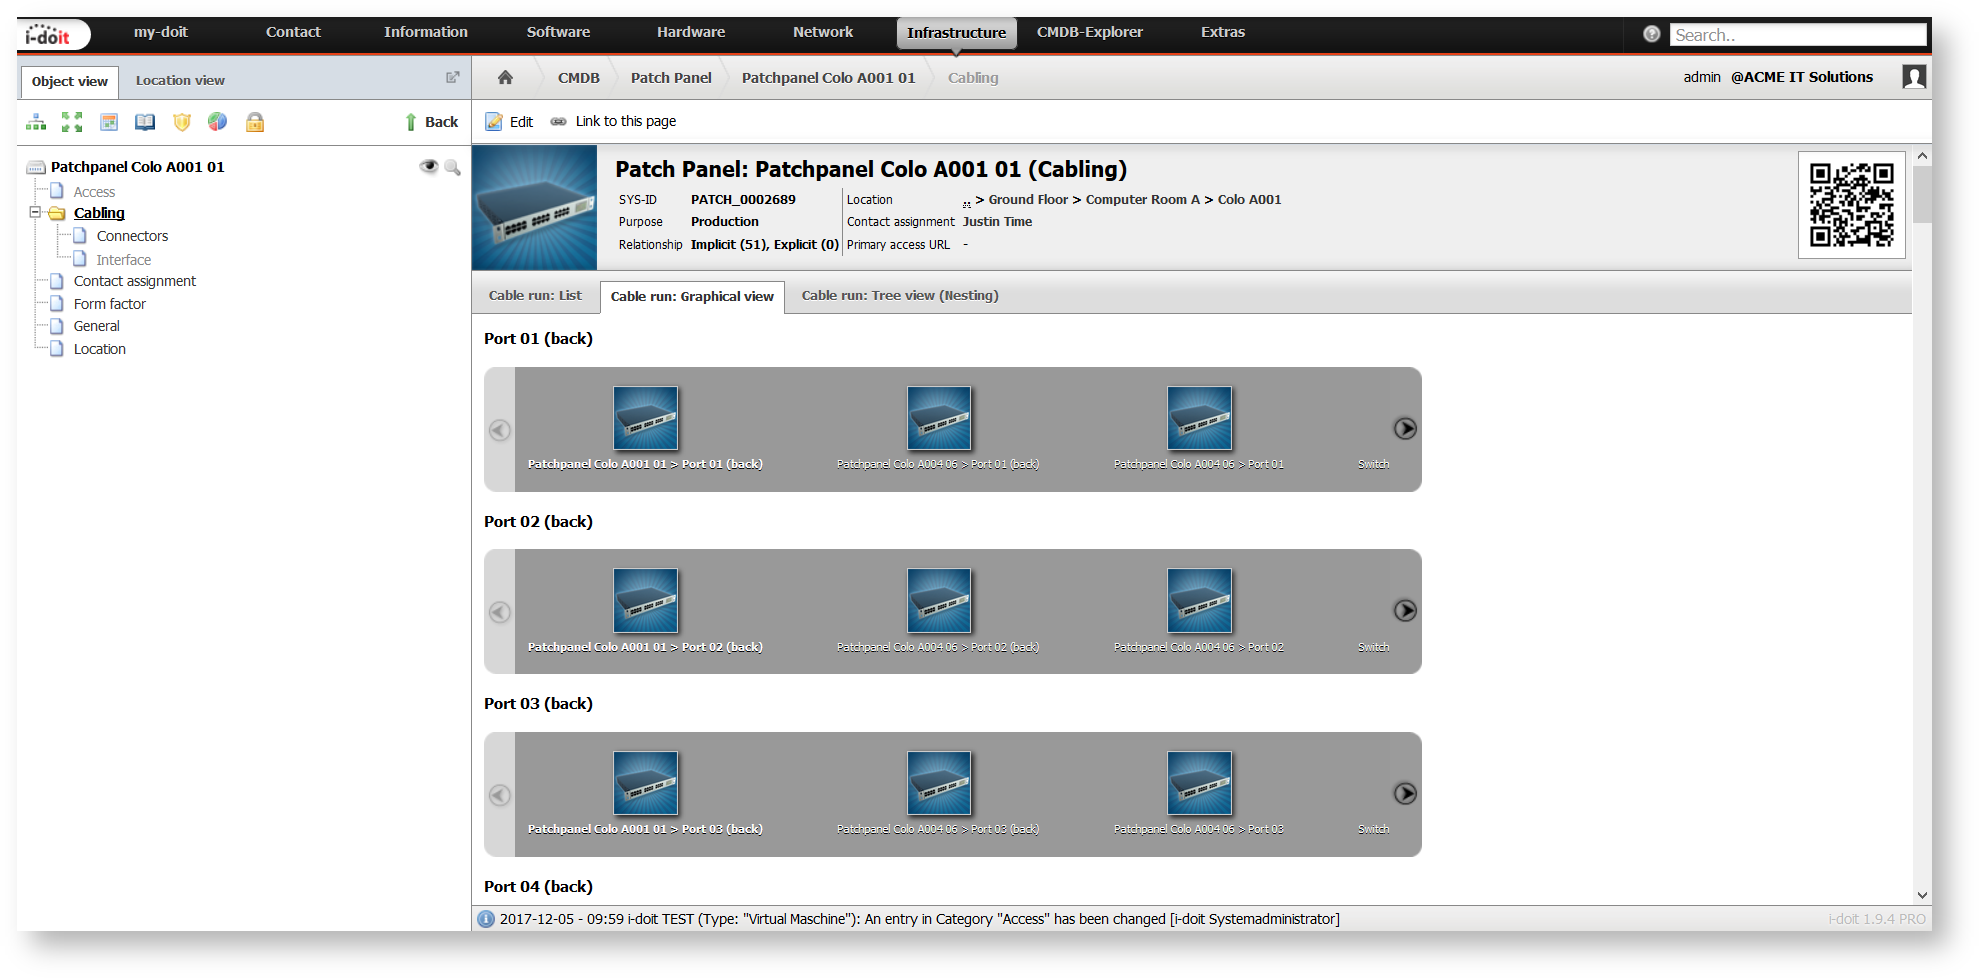 i-doit
my-doit Contact Information Software Hardware Network Infrastructure CMDB-Explorer Extras Search..
Object view Location view
CMDB Patch Panel Patchpanel Colo A001 01 Cabling
admin @ACME IT Solutions
Back
Edit Link to this page
Patchpanel Colo A001 01
Access
Cabling
Connectors
Interface
Contact assignment
Form factor
General
Location
Patch Panel: Patchpanel Colo A001 01 (Cabling)
SYS-ID PATCH_0002689 Location .. > Ground Floor > Computer Room A > Colo A001
Purpose Production Contact assignment Justin Time
Relationship Implicit (51), Explicit (0) Primary access URL -
Cable run: List Cable run: Graphical view Cable run: Tree view (Nesting)
Port 01 (back)
Patchpanel Colo A001 01 > Port 01 (back) Patchpanel Colo A004 06 > Port 01 (back) Patchpanel Colo A004 06 > Port 01 Switch
Port 02 (back)
Patchpanel Colo A001 01 > Port 02 (back) Patchpanel Colo A004 06 > Port 02 (back) Patchpanel Colo A004 06 > Port 02 Switch
Port 03 (back)
Patchpanel Colo A001 01 > Port 03 (back) Patchpanel Colo A004 06 > Port 03 (back) Patchpanel Colo A004 06 > Port 03 Switch
Port 04 (back)
2017-12-05 - 09:59 i-doit TEST (Type: "Virtual Maschine"): An entry in Category "Access" has been changed [i-doit Systemadministrator]
i-doit 1.9.4 PRO